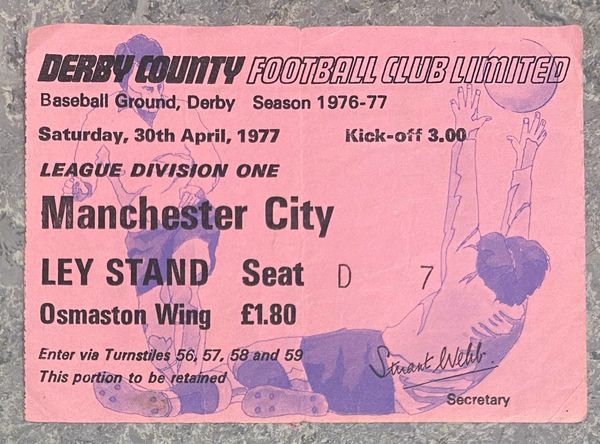 DERBY COUNTY FOOTBALL CLUB LIMITED
Baseball Ground, Derby Season 1976-77
Saturday, 30th April, 1977 Kick-off 3.00
LEAGUE DIVISION ONE
Manchester City
LEY STAND Seat D 7
Osmaston Wing £1.80
Enter via Turnstiles 56, 57, 58 and 59
This portion to be retained
Stuart Webb.
Secretary